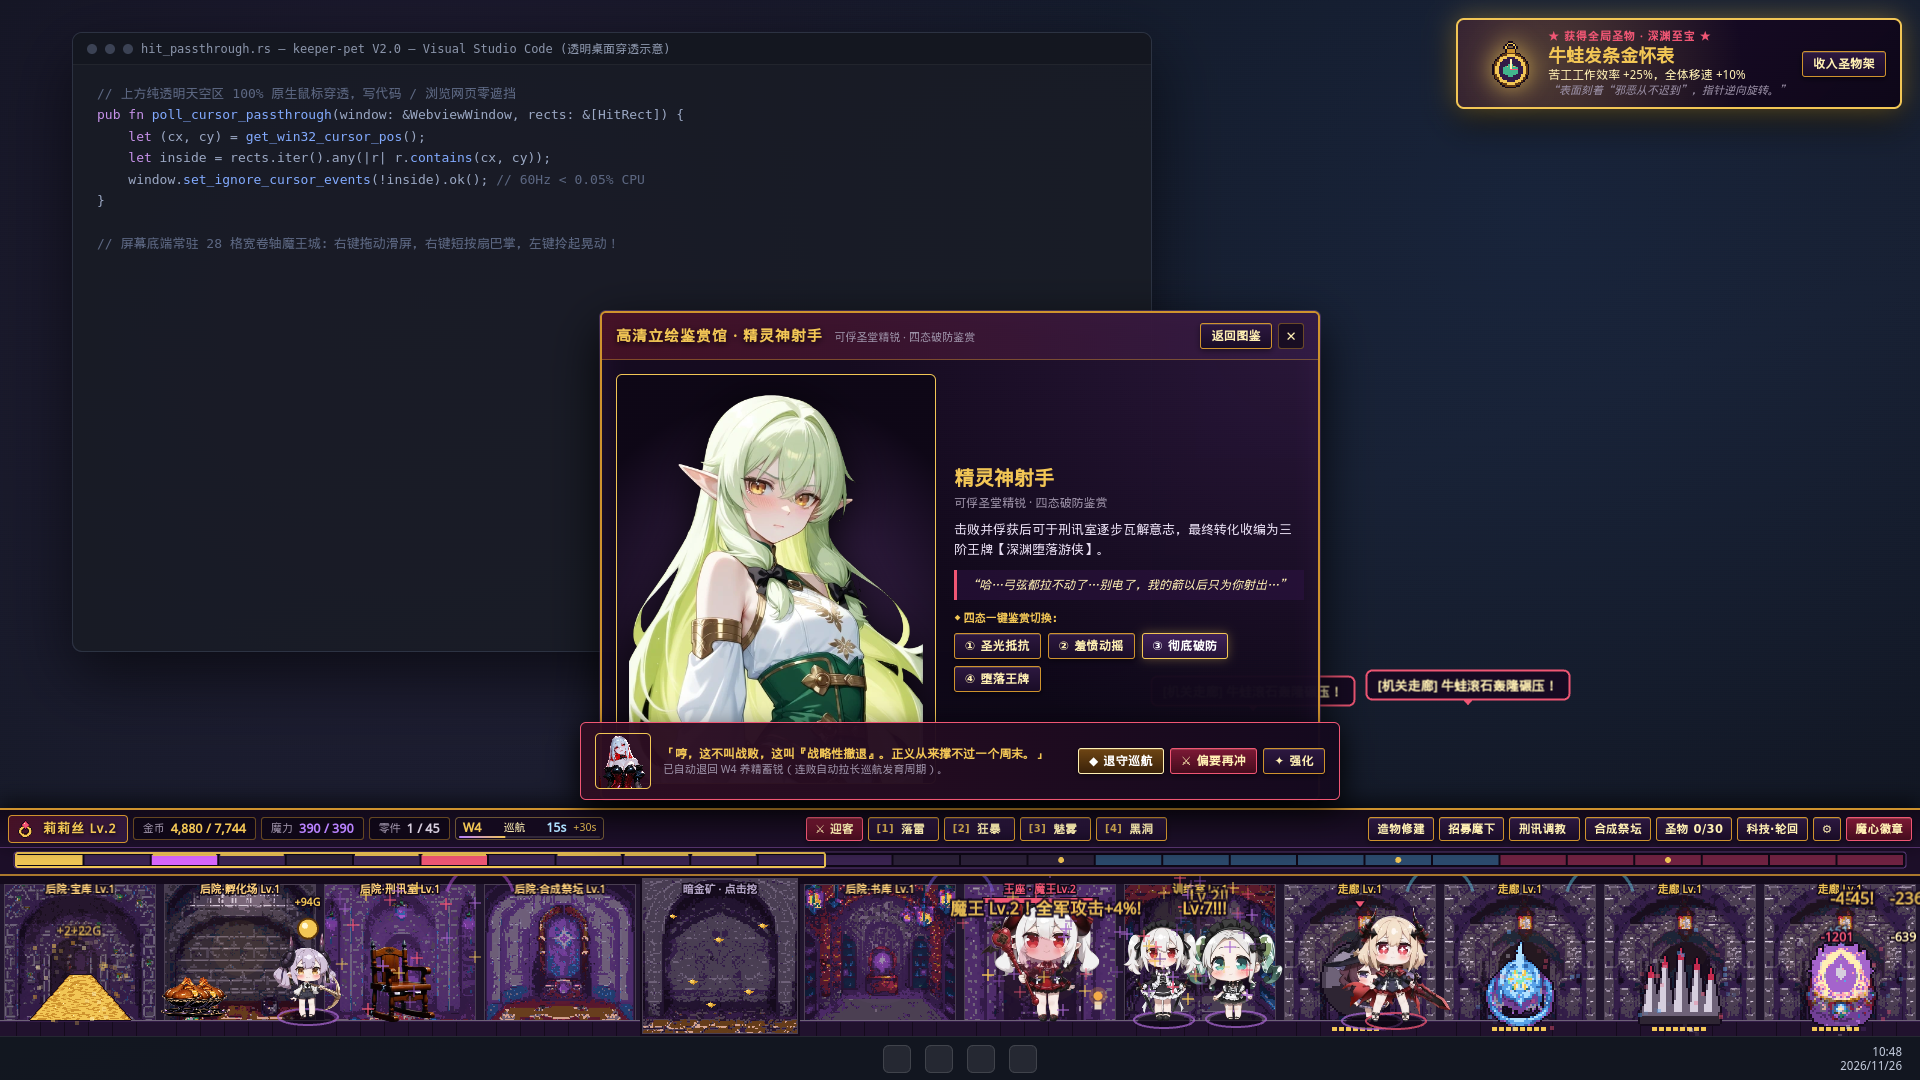 hit_passthrough.rs — keeper-pet V2.0 — Visual Studio Code (透明桌面穿透示意)
// 上方纯透明天空区 100% 原生鼠标穿透，写代码 / 浏览网页零遮挡
pub fn poll_cursor_passthrough(window: &WebviewWindow, rects: &[HitRect]) {
let (cx, cy) = get_win32_cursor_pos();
let inside = rects.iter().any(|r| r.contains(cx, cy));
window.set_ignore_cursor_events(!inside).ok(); // 60Hz < 0.05% CPU
}
// 屏幕底端常驻 28 格宽卷轴魔王城：右键拖动滑屏，右键短按扇巴掌，左键拎起晃动！
★ 获得全局圣物 · 深渊至宝 ★
牛蛙发条金怀表
苦工工作效率 +25%，全体移速 +10%
“表面刻着“邪恶从不迟到”，指针逆向旋转。”
收入圣物架
高清立绘鉴赏馆 · 精灵神射手 可俘圣堂精锐 · 四态破防鉴赏
返回图鉴 ✕
精灵神射手
可俘圣堂精锐 · 四态破防鉴赏
击败并俘获后可于刑讯室逐步瓦解意志，最终转化收编为三
阶王牌【深渊堕落游侠】。
“哈···弓弦都拉不动了···别电了，我的箭以后只为你射出···”
◆ 四态一键鉴赏切换：
① 圣光抵抗 ② 羞愤动摇 ③ 彻底破防
④ 堕落王牌
压！
[机关走廊] 牛蛙滚石轰隆碾压！
「哼，这不叫战败，这叫『战略性撤退』。正义从来撑不过一个周末。」
已自动退回 W4 养精蓄锐（连败自动拉长巡航发育周期）。
◆ 退守巡航 ⚔ 偏要再冲 ✦ 强化
莉莉丝 Lv.2 金币 4,880 / 7,744 魔力 390 / 390 零件 1 / 45 W4 巡航 15s +30s
⚔ 迎客 [1] 落雷 [2] 狂暴 [3] 魅雾 [4] 黑洞
造物修建 招募麾下 刑讯调教 合成祭坛 圣物 0/30 科技·轮回 ⚙ 魔心徽章
后院·宝库 Lv.1 后院·孵化场 Lv.1 后院·刑讯室 Lv.1 后院·合成祭坛 Lv.1 暗金矿 · 点击挖 后院·书库 Lv.1 王座 · 魔王Lv.2 走廊 Lv.1 走廊 Lv.1 走廊 Lv.1
+94G
魔王 Lv.2！全军攻击+4%!
-1201 -639
10:48
2026/11/26